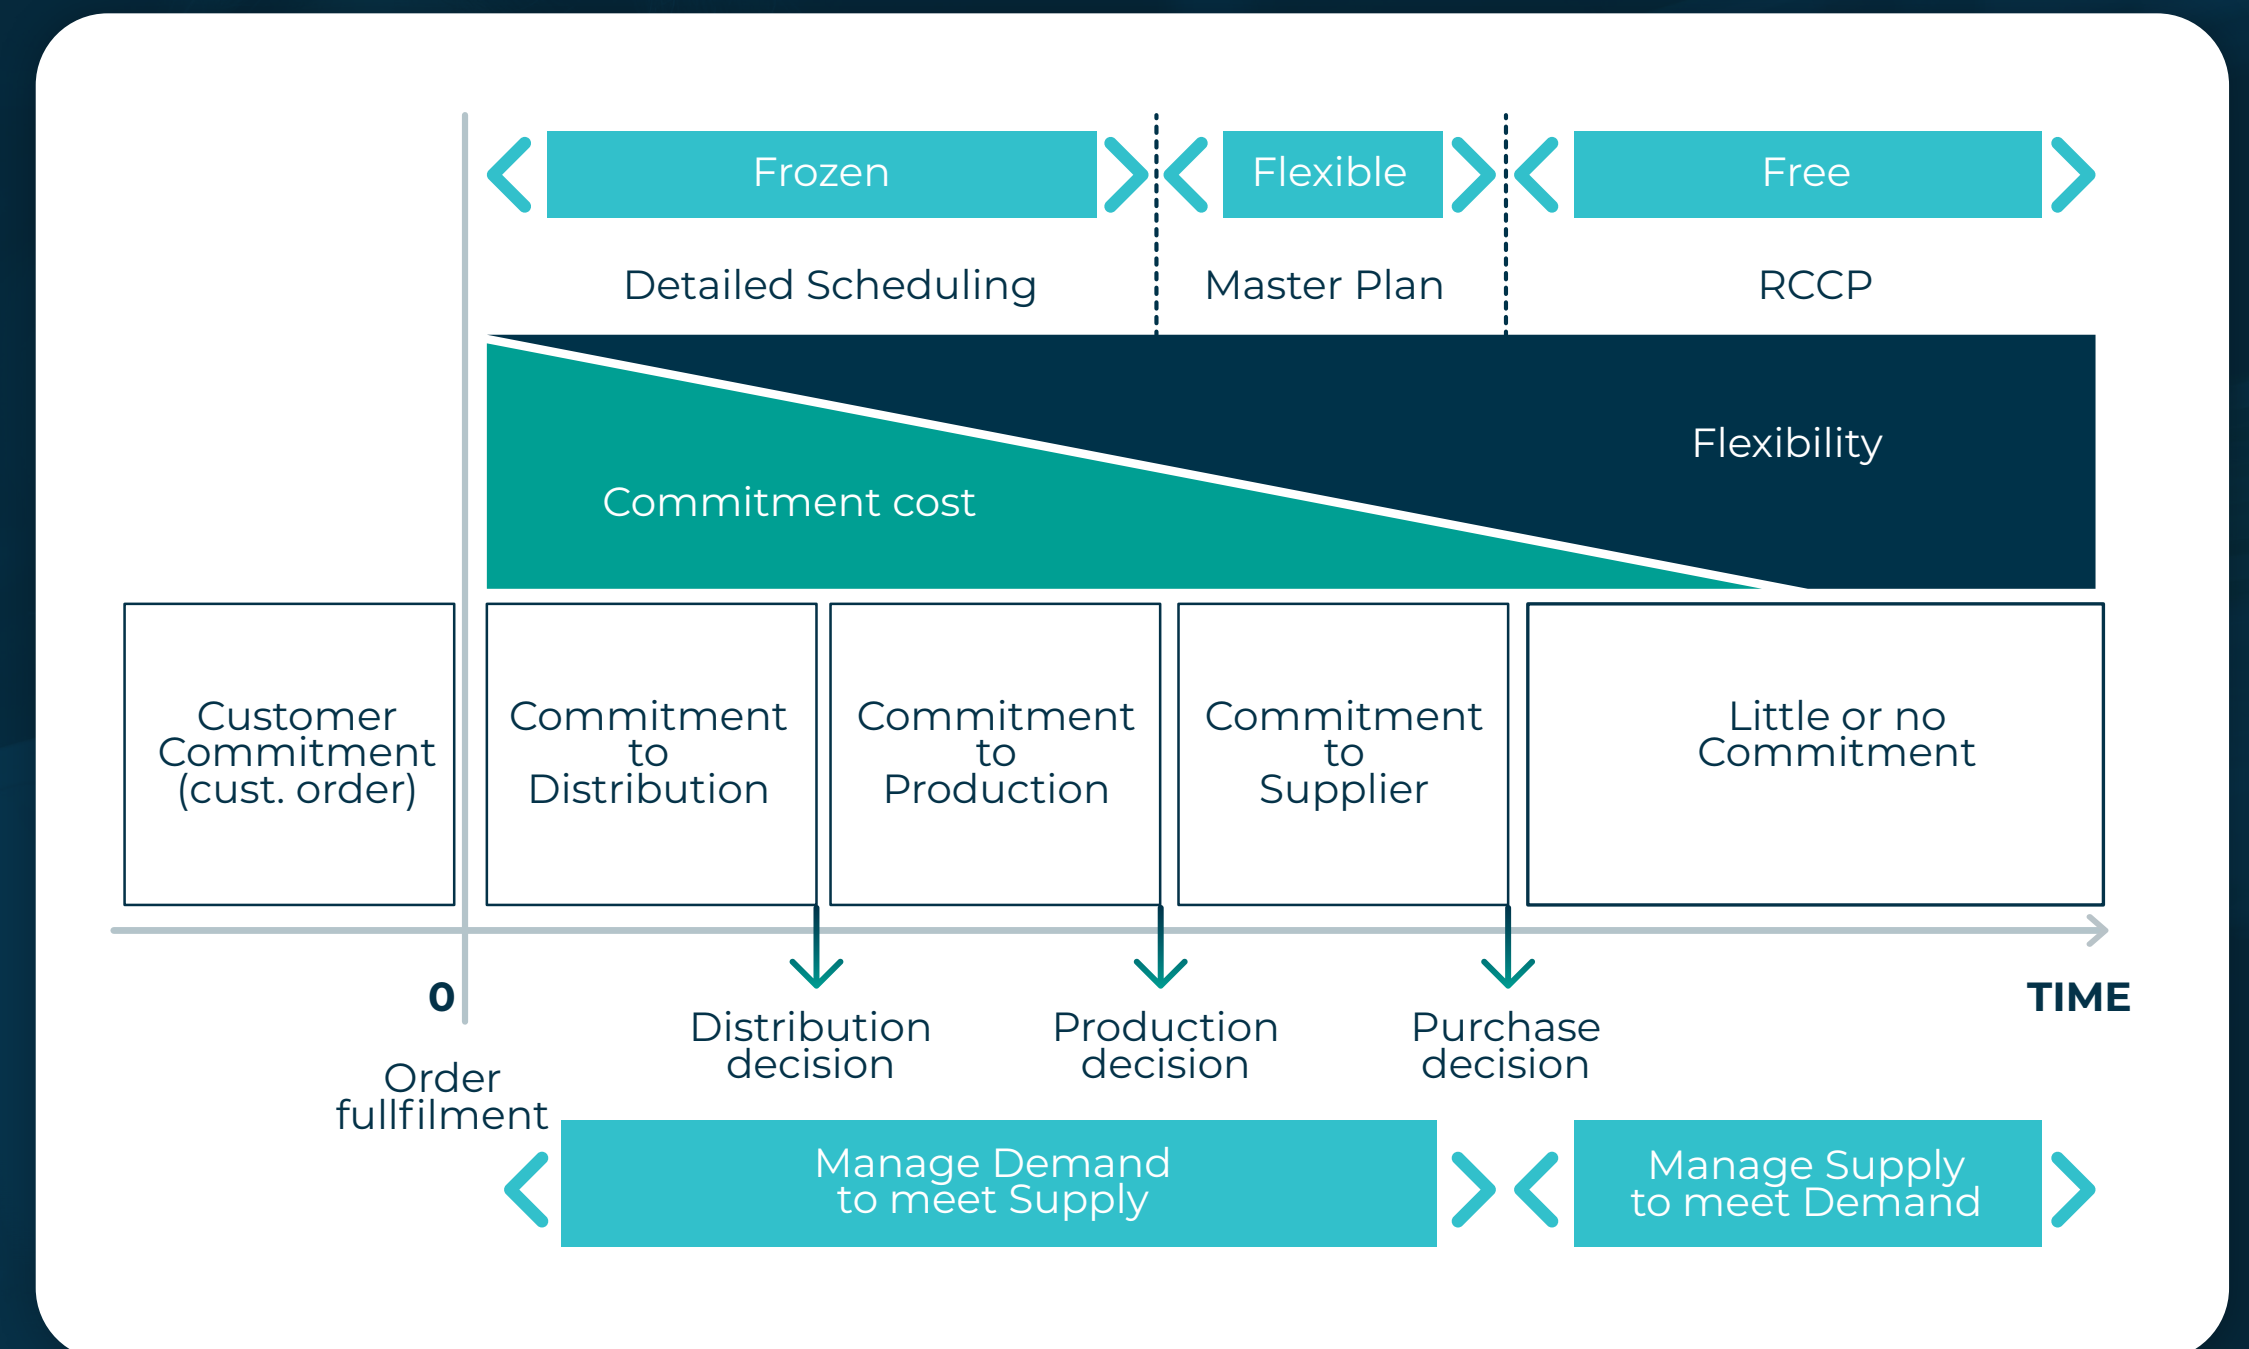 Frozen
Flexible
Free
Detailed Scheduling
Master Plan
RCCP
Flexibility
Commitment cost
Customer
Commitment
(cust. order)
Commitment
to
Distribution
Commitment
to
Production
Commitment
to
Supplier
Little or no
Commitment
0
TIME
Order
fullfilment
Distribution
decision
Production
decision
Purchase
decision
Manage Demand
to meet Supply
Manage Supply
to meet Demand